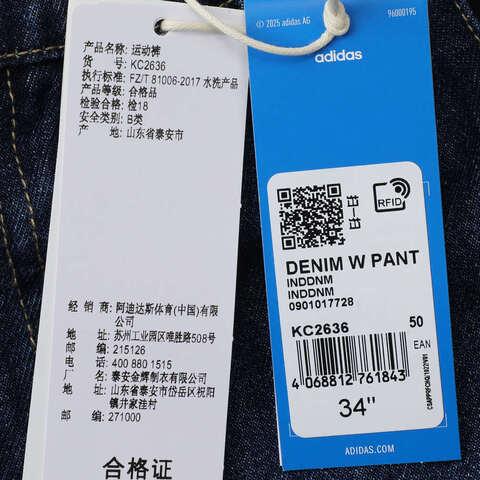 产品名称: 运动裤
货 号: KC2636
执行标准: FZ/T 81006-2017 水洗产品
产品等级: 合格品
检验合格: 检18
安全类别: B类
产 地: 山东省泰安市
经 销 商: 阿迪达斯体育(中国)有限
公司
地址: 苏州工业园区唯胜路508号
邮 编: 215126
电话: 400 880 1515
厂 名: 泰安金辉制衣有限公司
地址: 山东省泰安市岱岳区祝阳
镇井家洼村
邮 编: 271000
合格证
© 2025 adidas AG
96000195
adidas
RFID
DENIM W PANT
INDDNM
INDDNM
0901017728
KC2636
50
EAN
4 068812 761843
34"
ADIDAS.COM